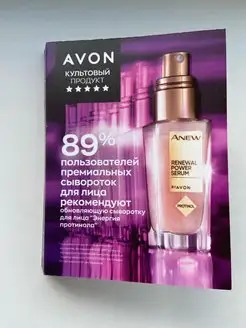 AVON
КУЛЬТОВЫЙ
ПРОДУКТ
89%
пользователей
премиальных
сывороток
для лица
рекомендуют
обновляющую сыворотку
для лица "Энергия
протинола"
ANEW
RENEWAL
POWER
SERUM
AVON
PROTINOL